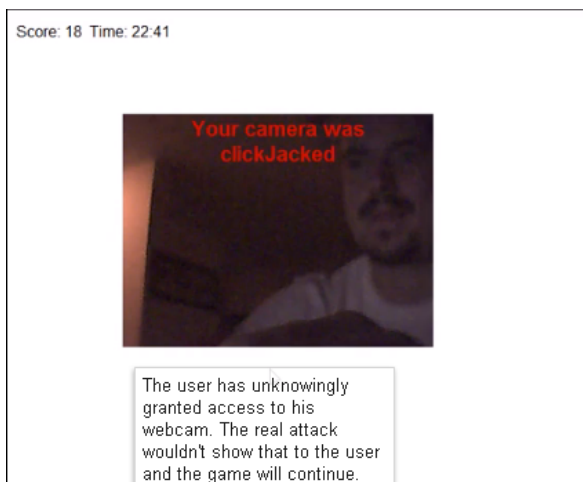 Score: 18 Time: 22:41
Your camera was
clickJacked
The user has unknowingly
granted access to his
webcam. The real attack
wouldn't show that to the user
and the game will continue.